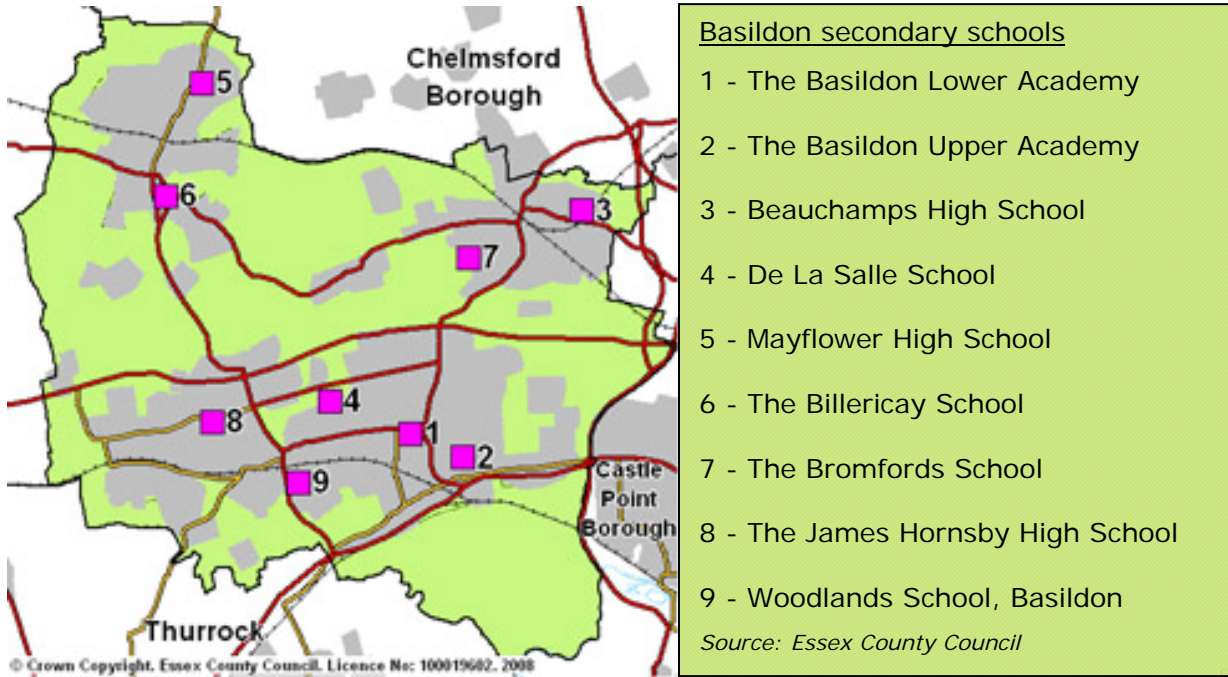 Chelmsford
Borough
5
6
3
7
4
8
1
2
9
Castle
Point
Borough
Thurrock
© Crown Copyright. Essex County Council. Licence No: 100019602. 2008
Basildon secondary schools
1 - The Basildon Lower Academy
2 - The Basildon Upper Academy
3 - Beauchamps High School
4 - De La Salle School
5 - Mayflower High School
6 - The Billericay School
7 - The Bromfords School
8 - The James Hornsby High School
9 - Woodlands School, Basildon
Source: Essex County Council